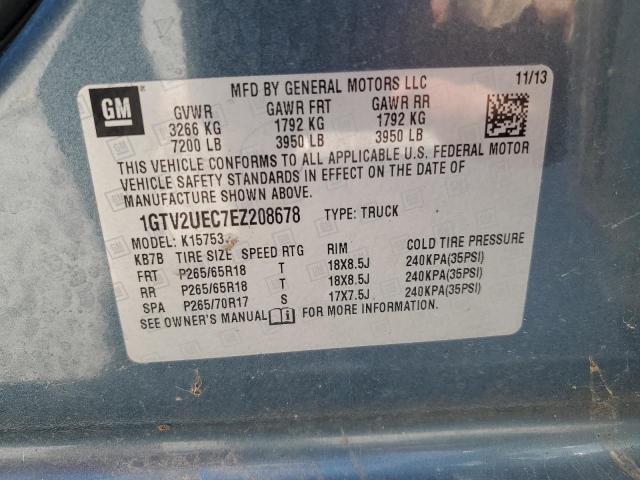 MFD BY GENERAL MOTORS LLC 11/13
GM
GVWR GAWR FRT GAWR RR
3266 KG 1792 KG 1792 KG
7200 LB 3950 LB 3950 LB
THIS VEHICLE CONFORMS TO ALL APPLICABLE U.S. FEDERAL MOTOR
VEHICLE SAFETY STANDARDS IN EFFECT ON THE DATE OF
MANUFACTURE SHOWN ABOVE.
1GTV2UEC7EZ208678 TYPE: TRUCK
MODEL: K15753
KB7B TIRE SIZE SPEED RTG RIM COLD TIRE PRESSURE
FRT P265/65R18 T 18X8.5J 240KPA(35PSI)
RR P265/65R18 T 18X8.5J 240KPA(35PSI)
SPA P265/70R17 S 17X7.5J 240KPA(35PSI)
SEE OWNER'S MANUAL FOR MORE INFORMATION.